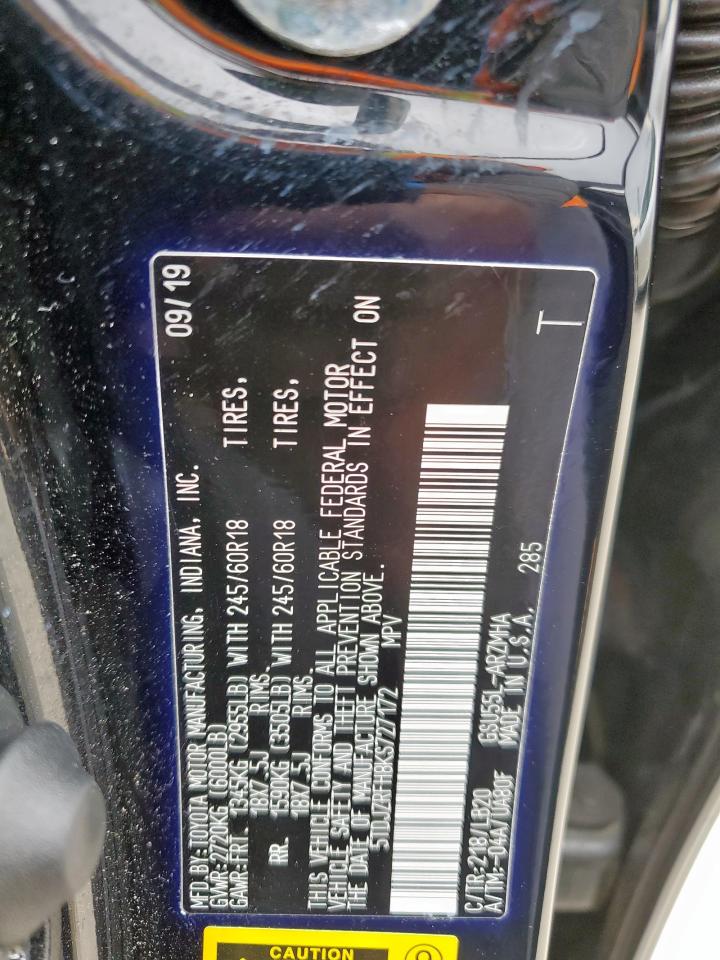 09/19
MFD.BY:TOYOTA MOTOR MANUFACTURING, INDIANA, INC.
GVWR:2720KG (6000LB)
GAWR:FRT. 1345KG (2955LB) WITH 245/60R18 TIRES,
18X7.5J RIMS.
RR. 1590KG (3505LB) WITH 245/60R18 TIRES,
18X7.5J RIMS.
THIS VEHICLE CONFORMS TO ALL APPLICABLE FEDERAL MOTOR
VEHICLE SAFETY AND THEFT PREVENTION STANDARDS IN EFFECT ON
THE DATE OF MANUFACTURE SHOWN ABOVE.
MPV
C/TR:218/LB20 GSU55L-ARZMHA
A/TM:-04A/UA80F MADE IN U.S.A. 285
T
CAUTION